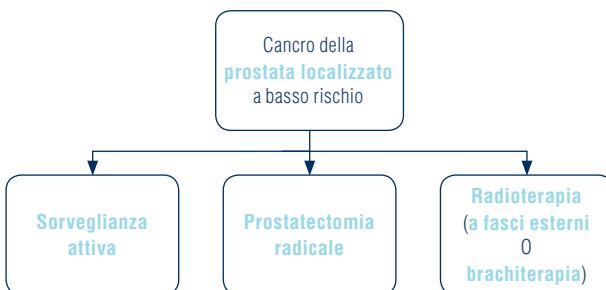 Cancro della
prostata localizzato
a basso rischio
Sorveglianza
attiva
Prostatectomia
radicale
Radioterapia
(a fasci esterni
O
brachiterapia)